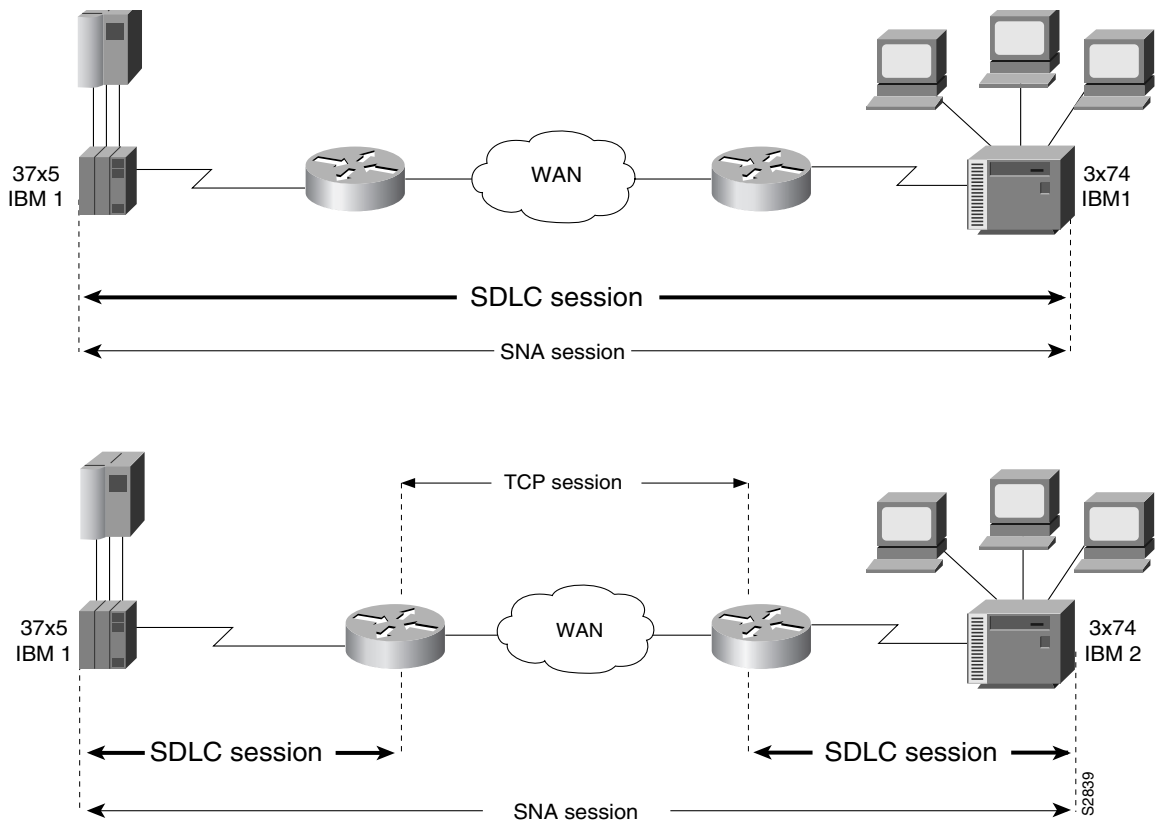 37x5
IBM 1
WAN
3x74
IBM1
SDLC session
SNA session
TCP session
37x5
IBM 1
WAN
3x74
IBM 2
SDLC session
SDLC session
SNA session
S2839